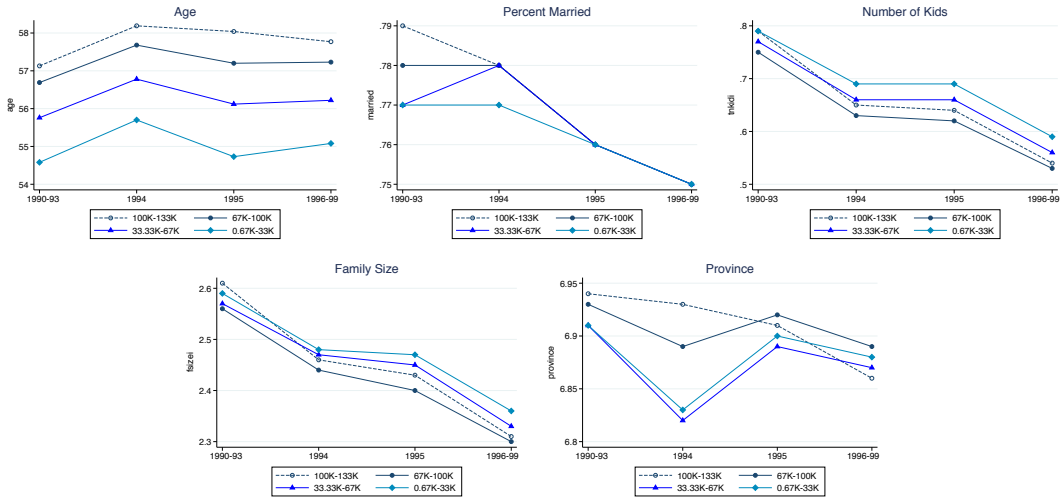 Age
58
57
56
55
54
age
1990-93 1994 1995 1996-99
100K-133K 67K-100K
33.33K-67K 0.67K-33K
Percent Married
.79
.78
.77
.76
.75
married
1990-93 1994 1995 1996-99
100K-133K 67K-100K
33.33K-67K 0.67K-33K
Number of Kids
.8
.7
.6
.5
tnkidi
1990-93 1994 1995 1996-99
100K-133K 67K-100K
33.33K-67K 0.67K-33K
Family Size
2.6
2.5
2.4
2.3
fsizei
1990-93 1994 1995 1996-99
100K-133K 67K-100K
33.33K-67K 0.67K-33K
Province
6.95
6.9
6.85
6.8
province
1990-93 1994 1995 1996-99
100K-133K 67K-100K
33.33K-67K 0.67K-33K